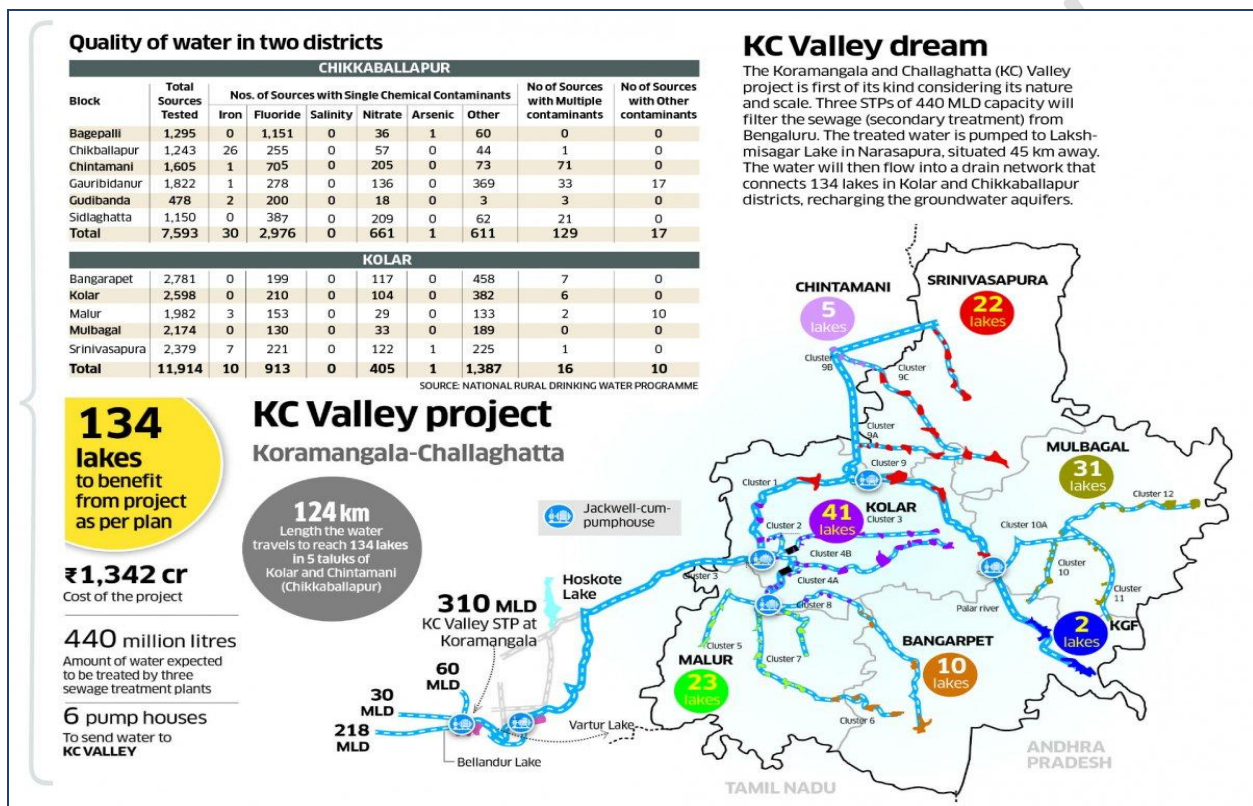 Quality of water in two districts
CHIKKABALLAPUR
Block
Total Sources Tested
Nos. of Sources with Single Chemical Contaminants
No of Sources with Multiple contaminants
No of Sources with Other contaminants
Iron Fluoride Salinity Nitrate Arsenic Other
Bagepalli 1,295 0 1,151 0 36 1 60 0 0
Chikballapur 1,243 26 255 0 57 0 44 1 0
Chintamani 1,605 1 705 0 205 0 73 71 0
Gauribidanur 1,822 1 278 0 136 0 369 33 17
Gudibanda 478 2 200 0 18 0 3 3 0
Sidlaghatta 1,150 0 387 0 209 0 62 21 0
Total 7,593 30 2,976 0 661 1 611 129 17
KOLAR
Bangarapet 2,781 0 199 0 117 0 458 7 0
Kolar 2,598 0 210 0 104 0 382 6 0
Malur 1,982 3 153 0 29 0 133 2 10
Mulbagal 2,174 0 130 0 33 0 189 0 0
Srinivasapura 2,379 7 221 0 122 1 225 1 0
Total 11,914 10 913 0 405 1 1,387 16 10
SOURCE: NATIONAL RURAL DRINKING WATER PROGRAMME
KC Valley dream
The Koramangala and Challaghatta (KC) Valley
project is first of its kind considering its nature
and scale. Three STPs of 440 MLD capacity will
filter the sewage (secondary treatment) from
Bengaluru. The treated water is pumped to Laksh-
misagar Lake in Narasapura, situated 45 km away.
The water will then flow into a drain network that
connects 134 lakes in Kolar and Chikkaballapur
districts, recharging the groundwater aquifers.
134
lakes
to benefit
from project
as per plan
₹1,342 cr
Cost of the project
440 million litres
Amount of water expected
to be treated by three
sewage treatment plants
6 pump houses
To send water to
KC VALLEY
KC Valley project
Koramangala-Challaghatta
124 km
Length the water
travels to reach 134 lakes
in 5 taluks of
Kolar and Chintamani
(Chikkaballapur)
Jackwell-cum-
pumphouse
310 MLD
KC Valley STP at
Koramangala
Hoskote
Lake
60
MLD
30
MLD
218
MLD
Bellandur Lake
Vartur Lake
CHINTAMANI
5
lakes
SRINIVASAPURA
22
lakes
Cluster
9B
Cluster
9C
Cluster
9A
Cluster 9
MULBAGAL
31
lakes
Cluster 12
Cluster 1
KOLAR
41
lakes
Cluster 2
Cluster 3
Cluster 10A
Cluster 4B
Cluster 3
Cluster 4A
Cluster
10
Cluster
11
Cluster 8
Palar river
KGF
2
lakes
Cluster 5
MALUR
23
lakes
Cluster 7
BANGARPET
10
lakes
Cluster 6
ANDHRA
PRADESH
TAMIL NADU